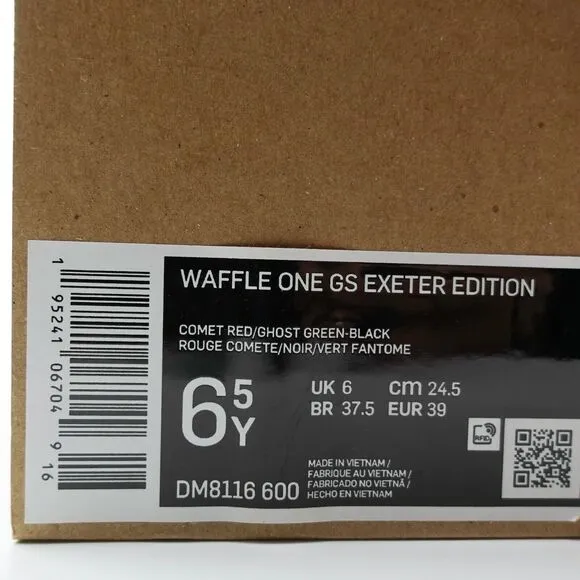 WAFFLE ONE GS EXETER EDITION
COMET RED/GHOST GREEN-BLACK
ROUGE COMETE/NOIR/VERT FANTOME
6 5 Y
UK 6 cm 24.5
BR 37.5 EUR 39
RFID
MADE IN VIETNAM /
FABRIQUE AU VIETNAM /
FABRICADO NO VIETNÃ /
HECHO EN VIETNAM
DM8116 600
1 95241 06704 9 16